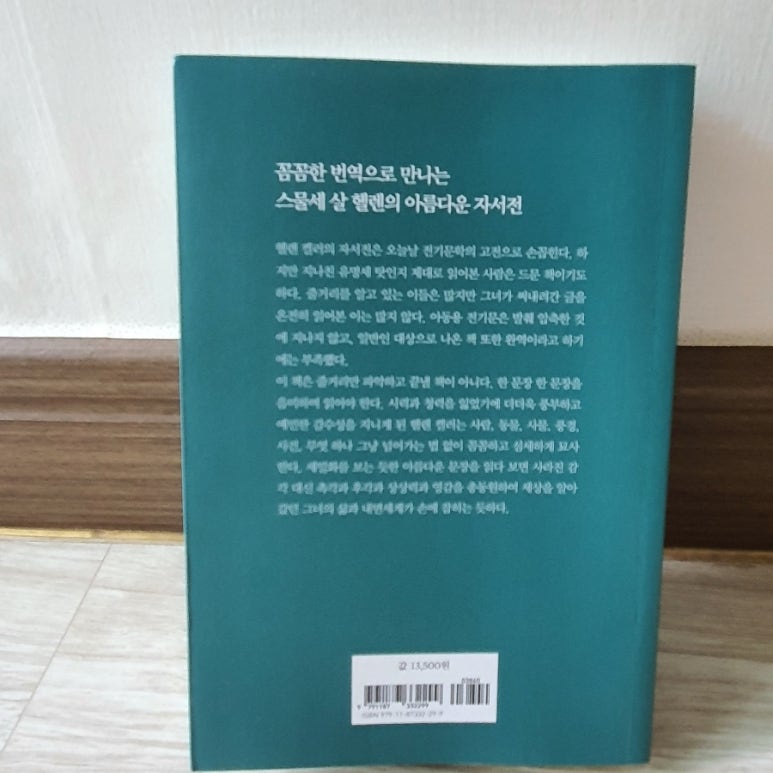 꼼꼼한 번역으로 만나는
스물세 살 헬렌의 아름다운 자서전
헬렌 켈러의 자서전은 오늘날 전기문학의 고전으로 손꼽힌다. 하
지만 지나친 유명세 탓인지 제대로 읽어본 사람은 드문 책이기도
하다. 줄거리를 알고 있는 이들은 많지만 그녀가 써내려간 글을
온전히 읽어본 이는 많지 않다. 아동용 전기문은 발췌 압축한 것
에 지나지 않고, 일반인 대상으로 나온 책 또한 완역이라고 하기
에는 부족했다.
이 책은 줄거리만 파악하고 끝낼 책이 아니다. 한 문장 한 문장을
음미하며 읽어야 한다. 시력과 청력을 잃었기에 더더욱 풍부하고
예민한 감수성을 지니게 된 헬렌 켈러는 사람, 동물, 사물, 풍경,
사건, 무엇 하나 그냥 넘어가는 법 없이 꼼꼼하고 섬세하게 묘사
한다. 세밀화를 보는 듯한 아름다운 문장을 읽다 보면 사라진 감
각 대신 촉각과 후각과 상상력과 영감을 총동원하여 세상을 알아
갔던 그녀의 삶과 내면세계가 손에 잡히는 듯하다.
값 13,500원
03840
9 791187 332299
ISBN 979-11-87332-29-9